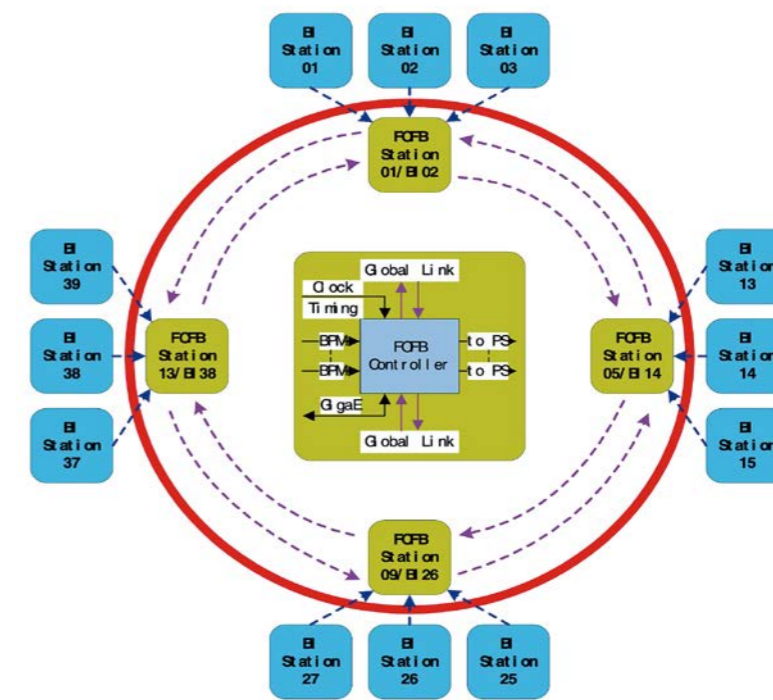 BI
Station
01
BI
Station
02
BI
Station
03
FOFB
Station
01/BI02
BI
Station
39
BI
Station
38
BI
Station
37
FOFB
Station
13/BI38
Global Link
Clock
Timing
BPM
BPM
GigaE
FOFB
Controller
to PS
to PS
Global Link
FOFB
Station
05/BI14
BI
Station
13
BI
Station
14
BI
Station
15
FOFB
Station
09/BI26
BI
Station
27
BI
Station
26
BI
Station
25